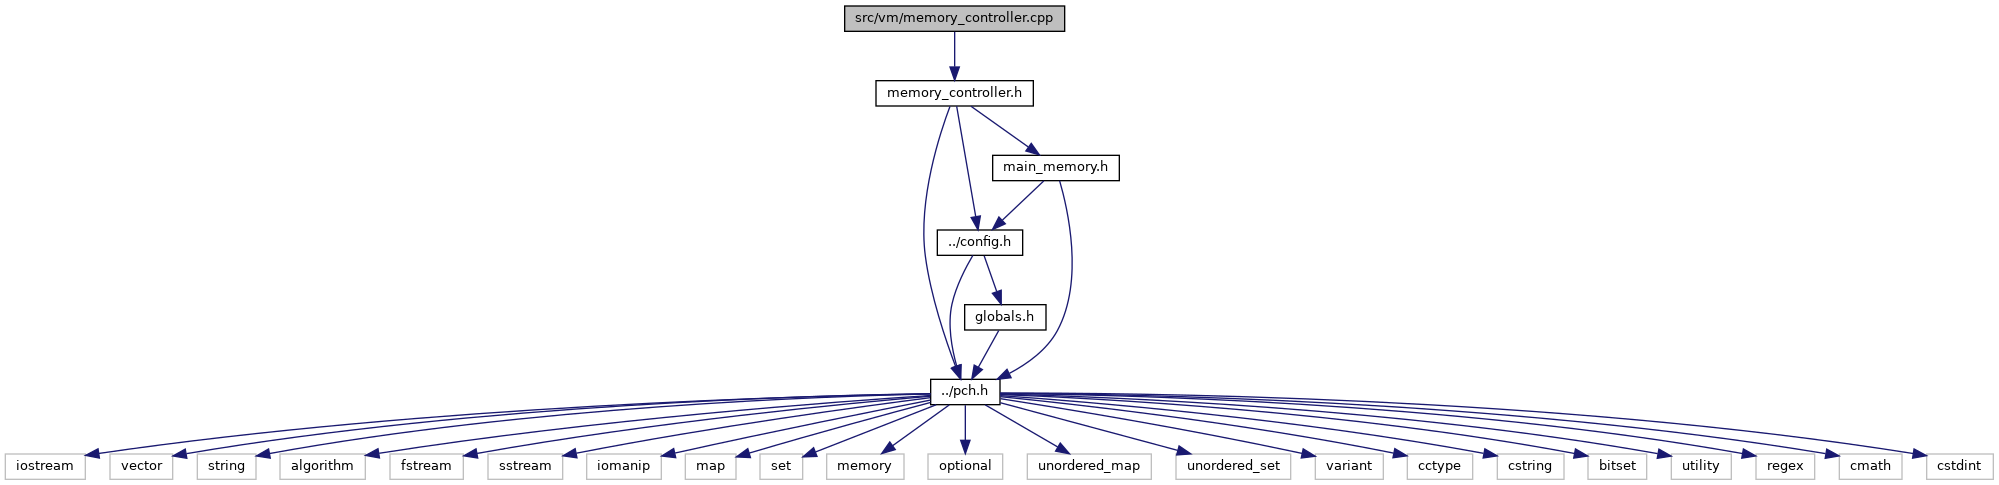 src/vm/memory_controller.cpp
memory_controller.h
main_memory.h
../config.h
globals.h
../pch.h
iostream
vector
string
algorithm
fstream
sstream
iomanip
map
set
memory
optional
unordered_map
unordered_set
variant
cctype
cstring
bitset
utility
regex
cmath
cstdint